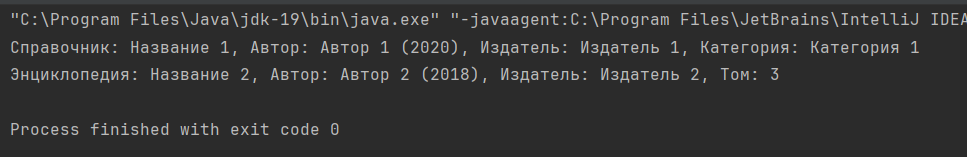 "C:\Program Files\Java\jdk-19\bin\java.exe" "-javaagent:C:\Program Files\JetBrains\IntelliJ IDEA
Справочник: Название 1, Автор: Автор 1 (2020), Издатель: Издатель 1, Категория: Категория 1
Энциклопедия: Название 2, Автор: Автор 2 (2018), Издатель: Издатель 2, Том: 3
Process finished with exit code 0